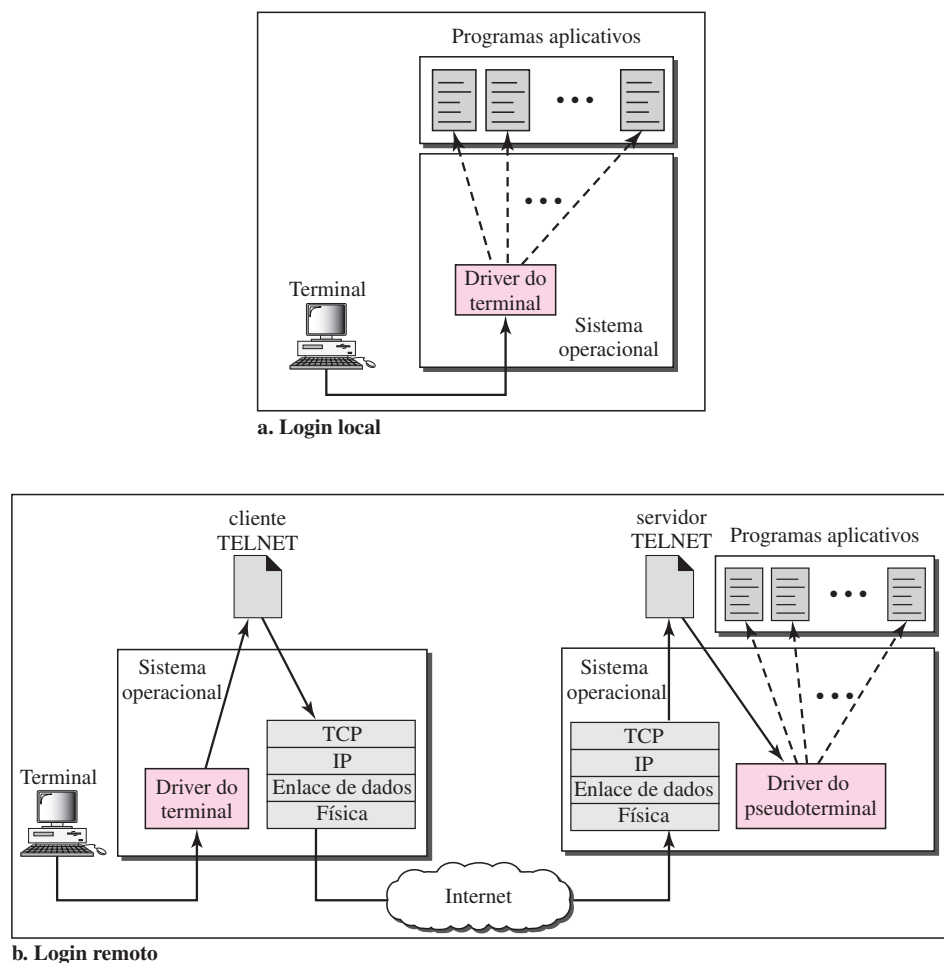 Programas aplicativos
Driver do
terminal
Terminal
Sistema
operacional
a. Login local
cliente
TELNET
servidor
TELNET
Programas aplicativos
Sistema
operacional
TCP
IP
Enlace de dados
Física
Terminal
Driver do
terminal
Sistema
operacional
TCP
IP
Enlace de dados
Física
Driver do
pseudoterminal
Internet
b. Login remoto